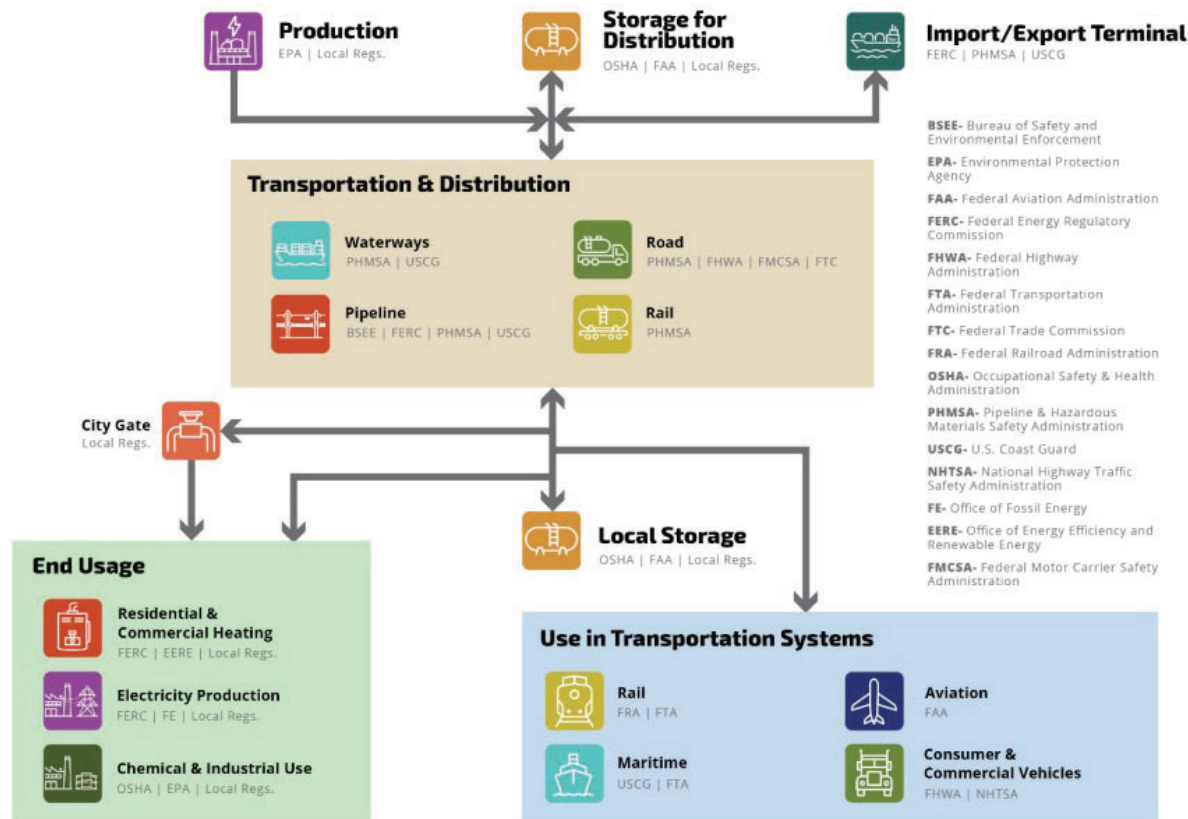 Production
EPA | Local Regs.
Storage for
Distribution
OSHA | FAA | Local Regs.
Import/Export Terminal
FERC | PHMSA | USCG
Transportation & Distribution
Waterways
PHMSA | USCG
Road
PHMSA | FHWA | FMCSA | FTC
Pipeline
BSEE | FERC | PHMSA | USCG
Rail
PHMSA
BSEE- Bureau of Safety and
Environmental Enforcement
EPA- Environmental Protection
Agency
FAA- Federal Aviation Administration
FERC- Federal Energy Regulatory
Commission
FHWA- Federal Highway
Administration
FTA- Federal Transportation
Administration
FTC- Federal Trade Commission
FRA- Federal Railroad Administration
OSHA- Occupational Safety & Health
Administration
PHMSA- Pipeline & Hazardous
Materials Safety Administration
USCG- U.S. Coast Guard
NHTSA- National Highway Traffic
Safety Administration
FE- Office of Fossil Energy
EERE- Office of Energy Efficiency and
Renewable Energy
FMCSA- Federal Motor Carrier Safety
Administration
City Gate
Local Regs.
Local Storage
OSHA | FAA | Local Regs.
End Usage
Residential &
Commercial Heating
FERC | EERE | Local Regs.
Electricity Production
FERC | FE | Local Regs.
Chemical & Industrial Use
OSHA | EPA | Local Regs.
Use in Transportation Systems
Rail
FRA | FTA
Aviation
FAA
Maritime
USCG | FTA
Consumer &
Commercial Vehicles
FHWA | NHTSA